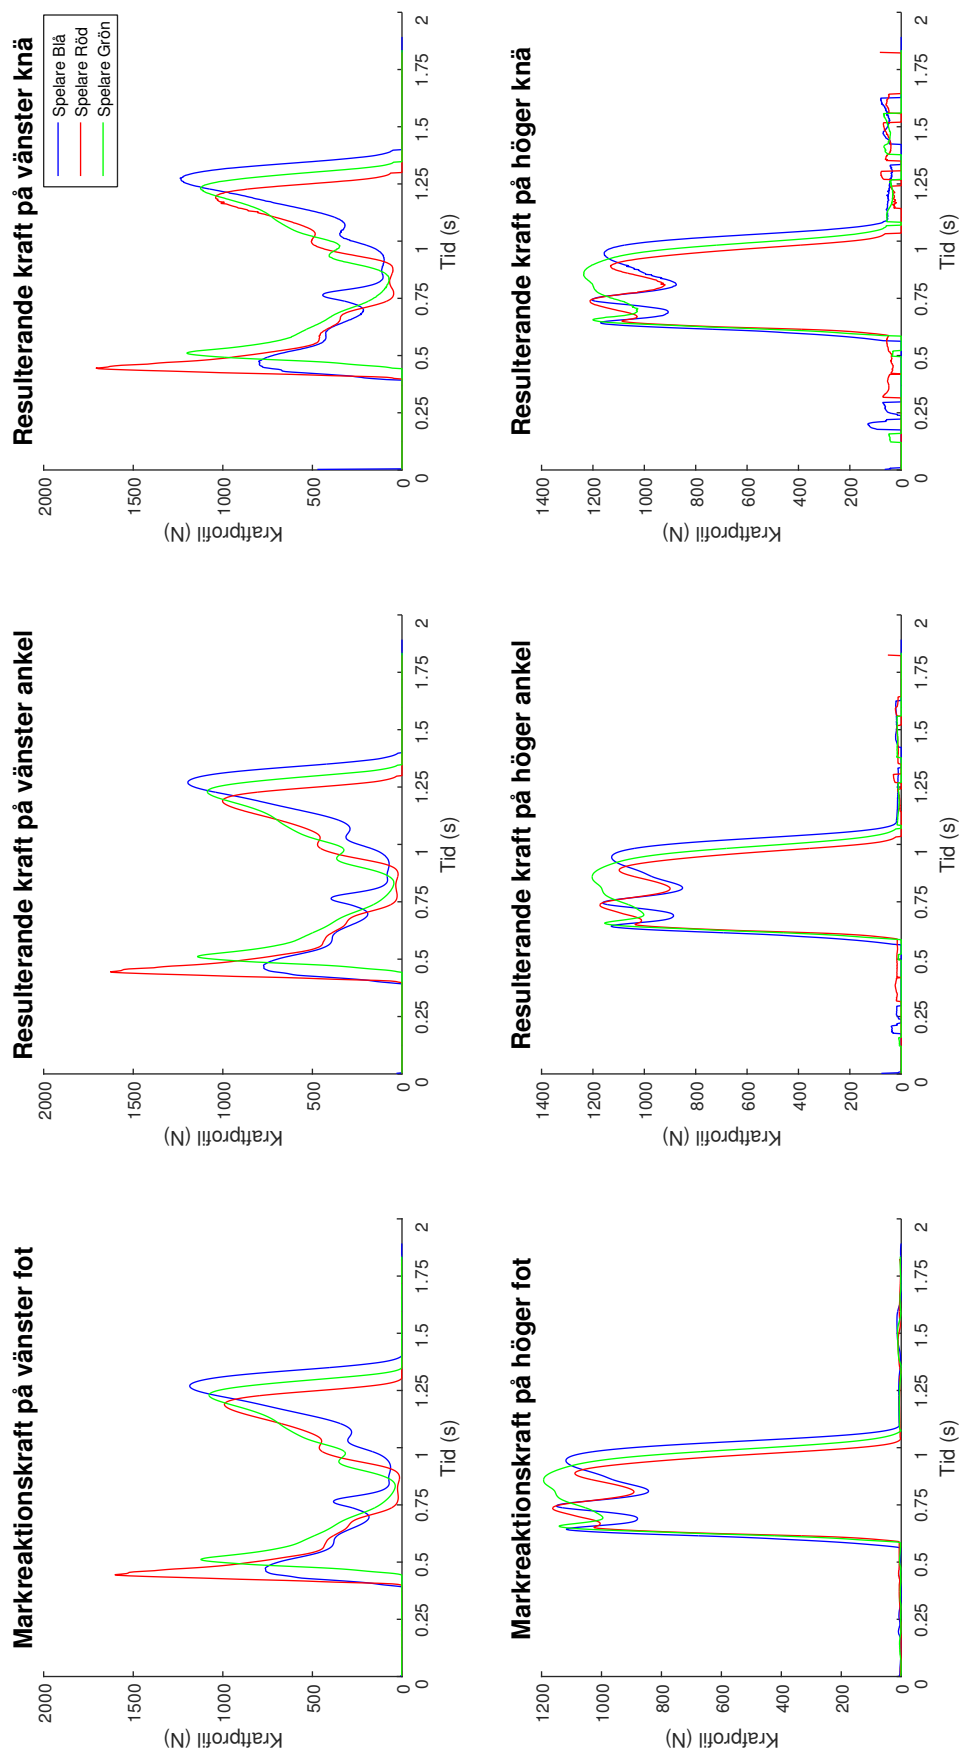 Markreaktionskraft på vänster fot
Kraftprofil (N)
2000
1500
1000
500
0
0 0.25 0.5 0.75 1 1.25 1.5 1.75 2
Tid (s)
Resulterande kraft på vänster ankel
Kraftprofil (N)
2000
1500
1000
500
0
0 0.25 0.5 0.75 1 1.25 1.5 1.75 2
Tid (s)
Resulterande kraft på vänster knä
Kraftprofil (N)
2000
1500
1000
500
0
0 0.25 0.5 0.75 1 1.25 1.5 1.75 2
Tid (s)
Spelare Blå
Spelare Röd
Spelare Grön
Markreaktionskraft på höger fot
Kraftprofil (N)
1200
1000
800
600
400
200
0
0 0.25 0.5 0.75 1 1.25 1.5 1.75 2
Tid (s)
Resulterande kraft på höger ankel
Kraftprofil (N)
1400
1200
1000
800
600
400
200
0
0 0.25 0.5 0.75 1 1.25 1.5 1.75 2
Tid (s)
Resulterande kraft på höger knä
Kraftprofil (N)
1400
1200
1000
800
600
400
200
0
0 0.25 0.5 0.75 1 1.25 1.5 1.75 2
Tid (s)